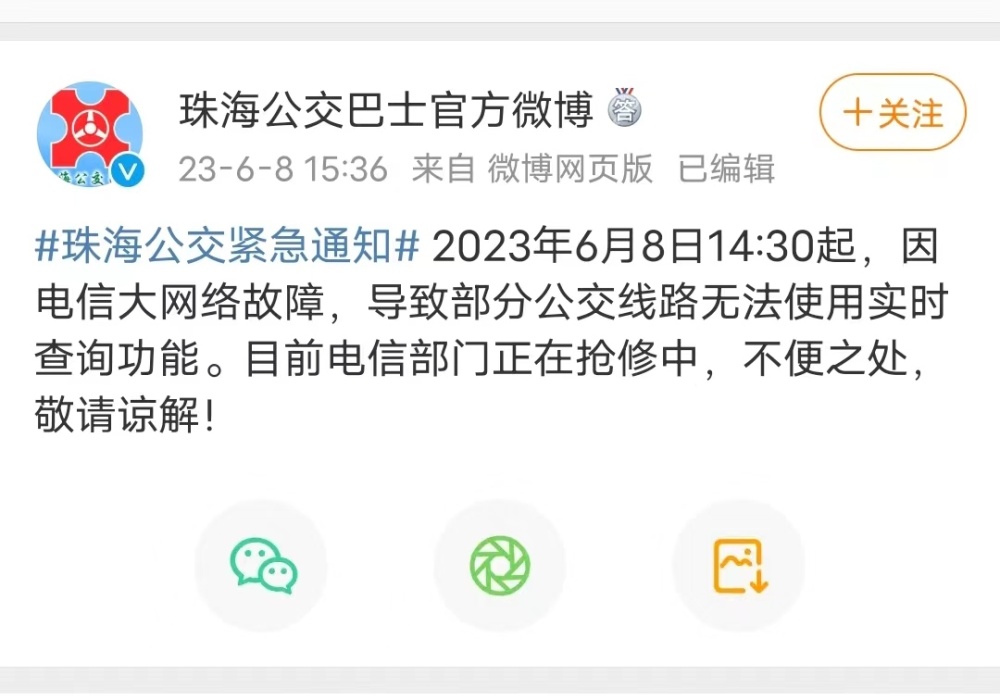 珠海公交巴士官方微博 答
+关注
23-6-8 15:36 来自 微博网页版 已编辑
#珠海公交紧急通知# 2023年6月8日14:30起，因
电信大网络故障，导致部分公交线路无法使用实时
查询功能。目前电信部门正在抢修中，不便之处，
敬请谅解！
海公交
V